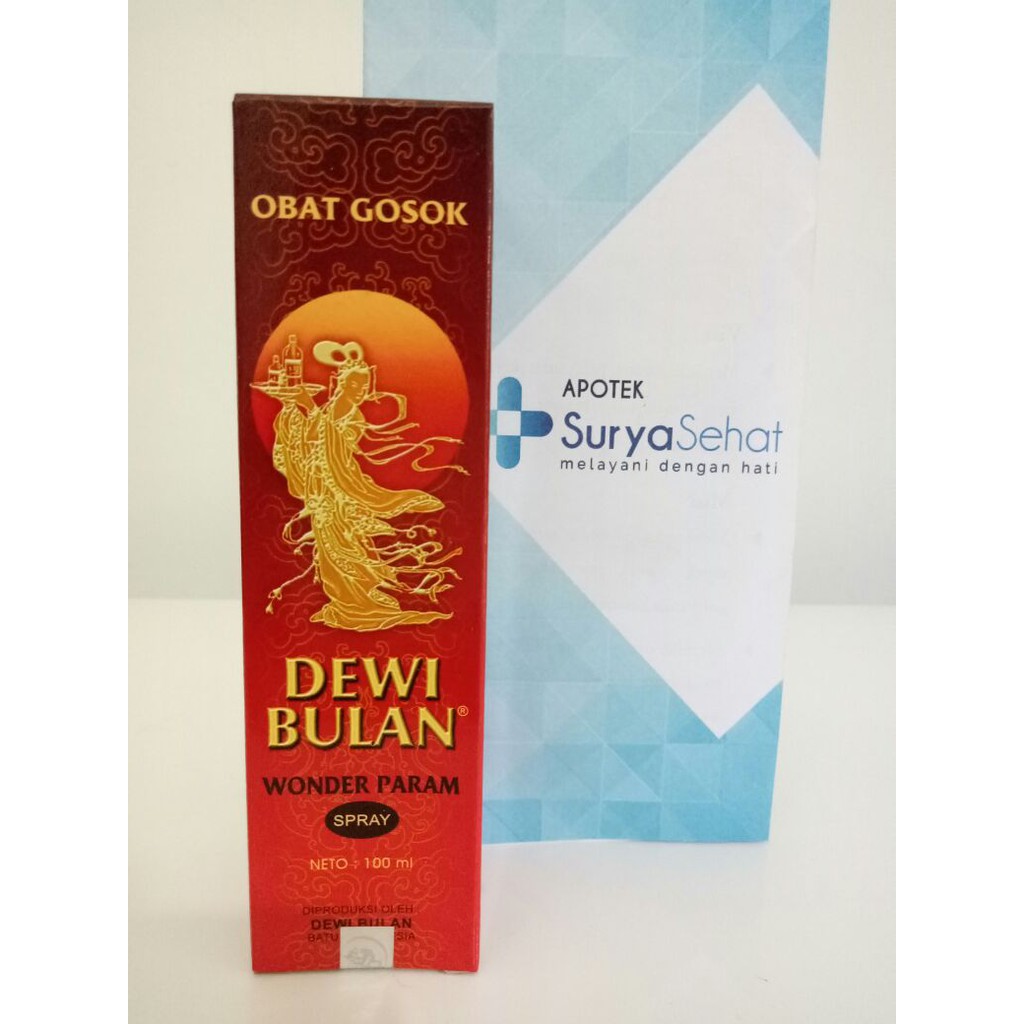 OBAT GOSOK
DEWI
BULAN®
WONDER PARAM
SPRAY
NETO : 100 ml
DIPRODUKSI OLEH
DEWI BULAN
APOTEK
SuryaSehat
melayani dengan hati